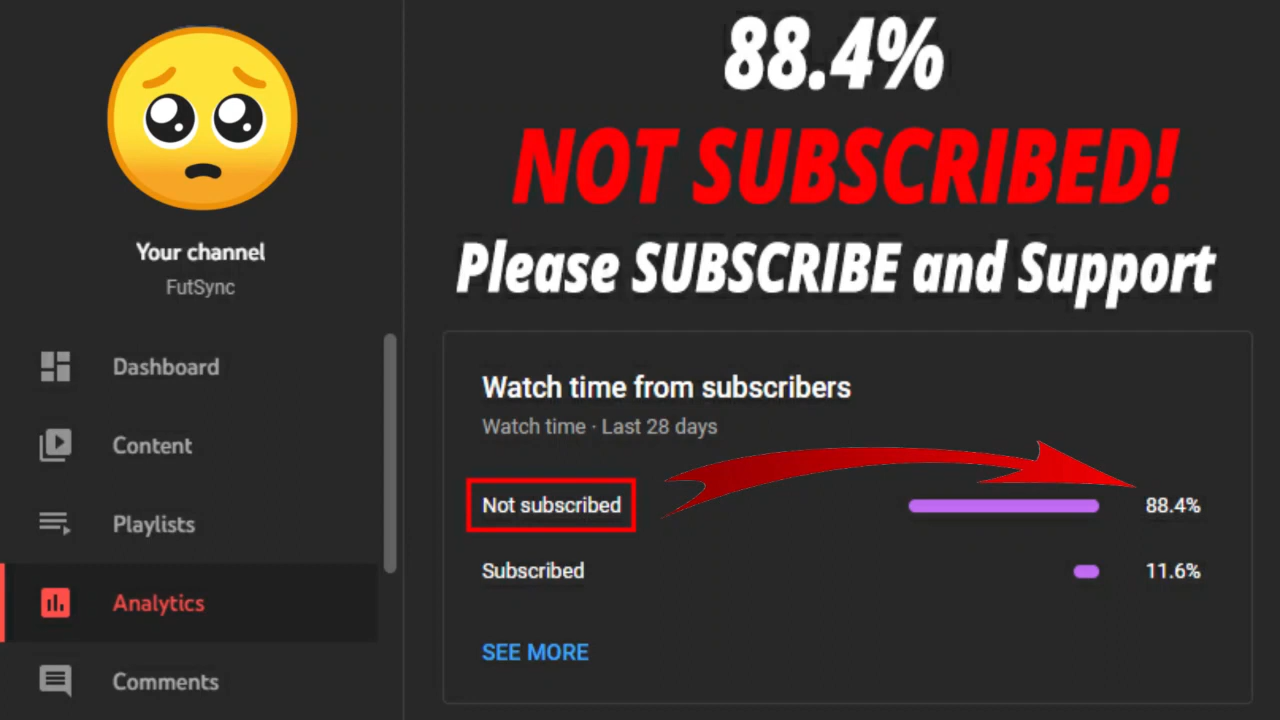 88.4%
NOT SUBSCRIBED!
Please SUBSCRIBE and Support
Your channel
FutSync
Dashboard
Content
Playlists
Analytics
Comments
Watch time from subscribers
Watch time · Last 28 days
Not subscribed 88.4%
Subscribed 11.6%
SEE MORE